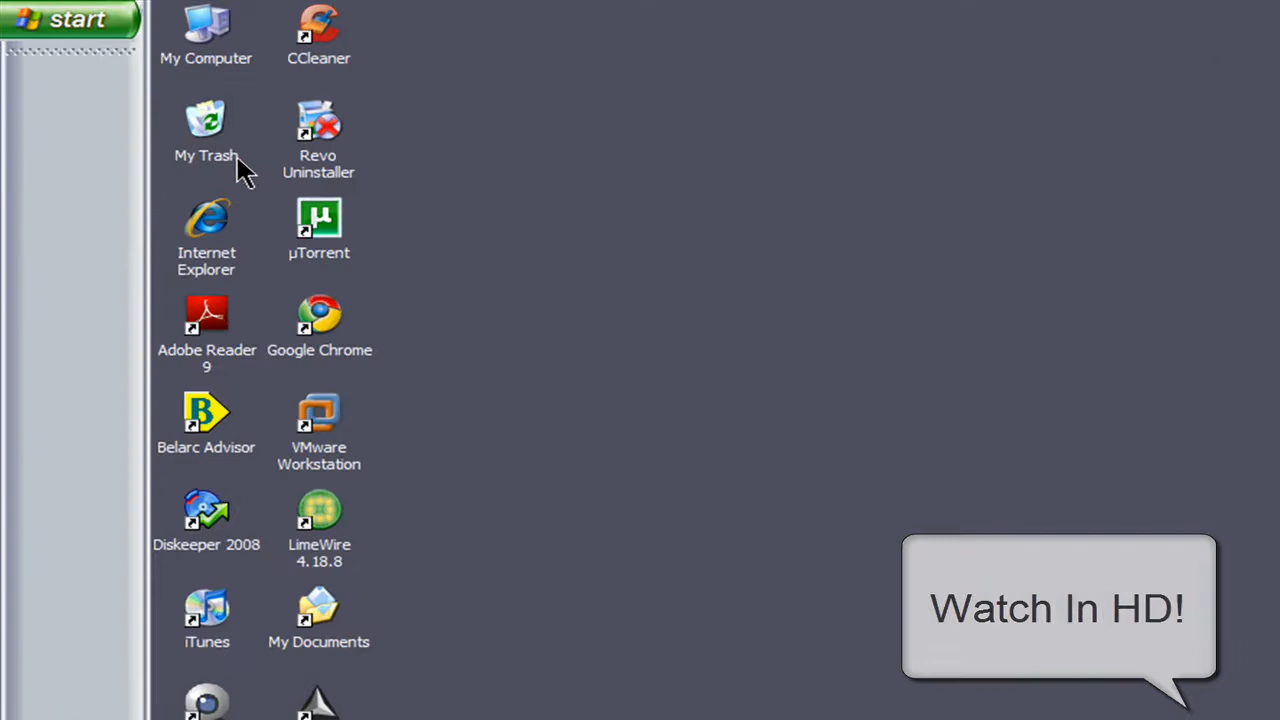 start
My Computer
CCleaner
My Trash
Revo
Uninstaller
Internet
Explorer
µTorrent
Adobe Reader
9
Google Chrome
Belarc Advisor
VMware
Workstation
Diskeeper 2008
LimeWire
4.18.8
iTunes
My Documents
Watch In HD!